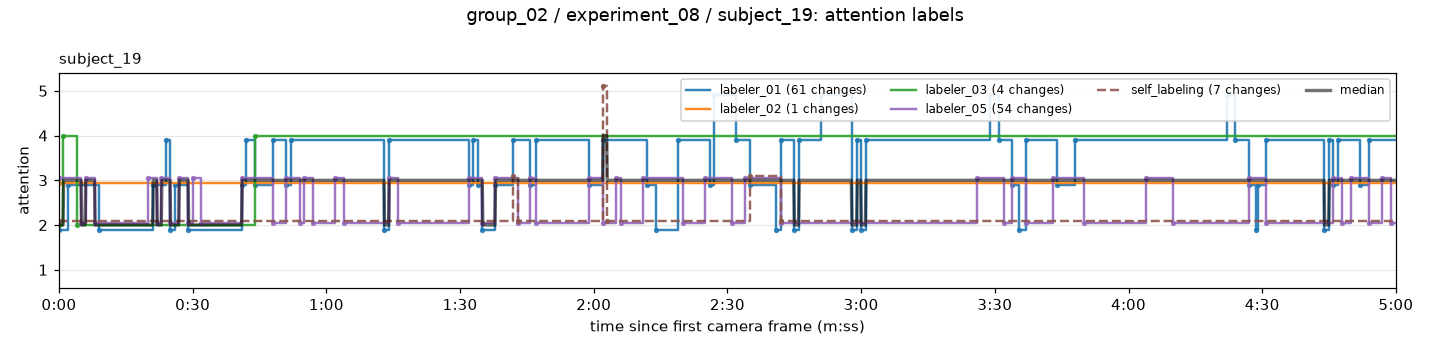 group_02 / experiment_08 / subject_19: attention labels
subject_19
labeler_01 (61 changes)
labeler_02 (1 changes)
labeler_03 (4 changes)
labeler_05 (54 changes)
self_labeling (7 changes)
median
attention
5
4
3
2
1
0:00 0:30 1:00 1:30 2:00 2:30 3:00 3:30 4:00 4:30 5:00
time since first camera frame (m:ss)